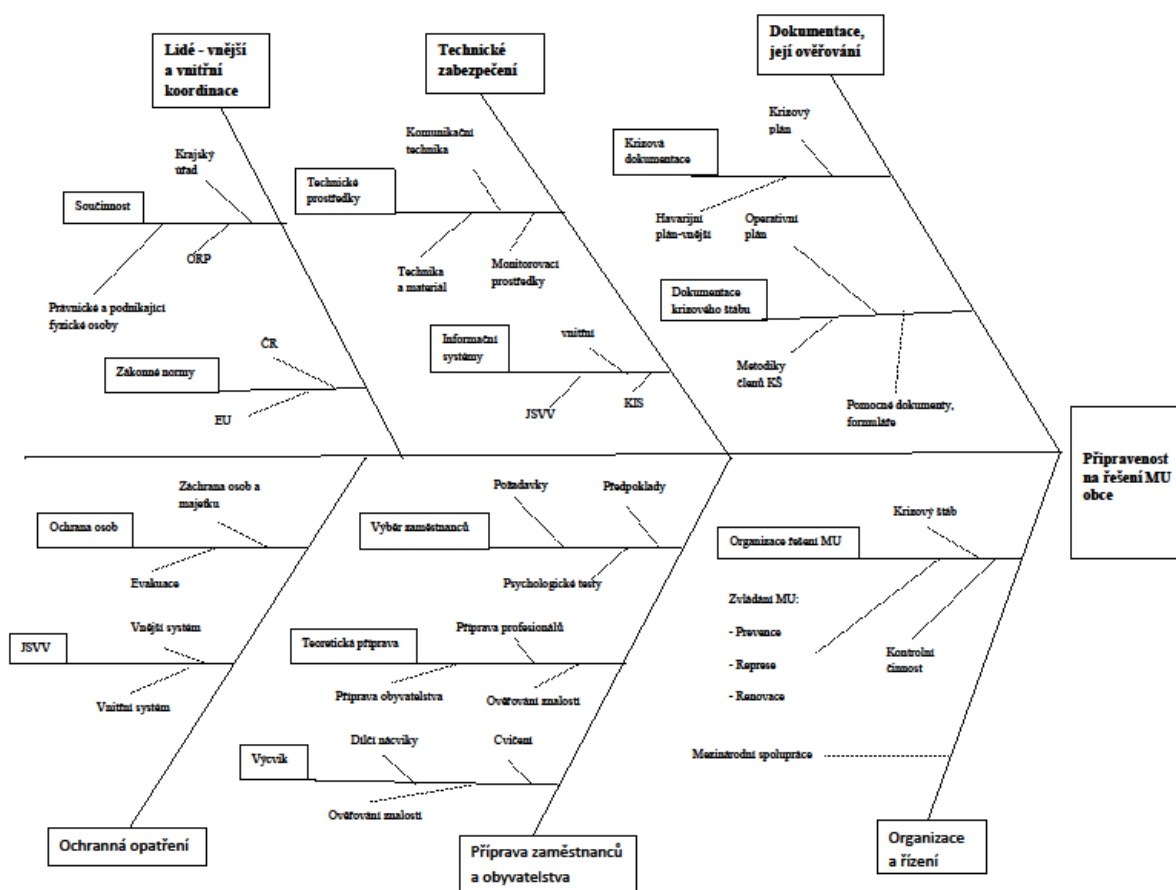 Lidé - vnější
a vnitřní
koordinace
Technické
zabezpečení
Dokumentace,
její ověřování
Krajský
úřad
Součinnost
ORP
Právnické a podnikající
fyzické osoby
ČR
Zákonné normy
EU
Komunikační
technika
Technické
prostředky
Technika
a materiál
Monitorovací
prostředky
vnitřní
Informační
systémy
JSVV
KIS
Krizový
plán
Krizová
dokumentace
Havarijní
plán-vnější
Operativní
plán
Dokumentace
krizového štábu
Metodiky
členů KŠ
Pomocné dokumenty,
formuláře
Připravenost
na řešení MU
obce
Záchrana osob a
majetku
Ochrana osob
Evakuace
Vnější systém
JSVV
Vnitřní systém
Požadavky
Předpoklady
Výběr zaměstnanců
Psychologické testy
Příprava profesionálů
Teoretická příprava
Příprava obyvatelstva
Ověřování znalostí
Dílčí nácviky
Cvičení
Výcvik
Ověřování znalostí
Krizový štáb
Organizace řešení MU
Zvládání MU:
- Prevence
- Represe
- Renovace
Kontrolní
činnost
Mezinárodní spolupráce
Ochranná opatření
Příprava zaměstnanců
a obyvatelstva
Organizace
a řízení